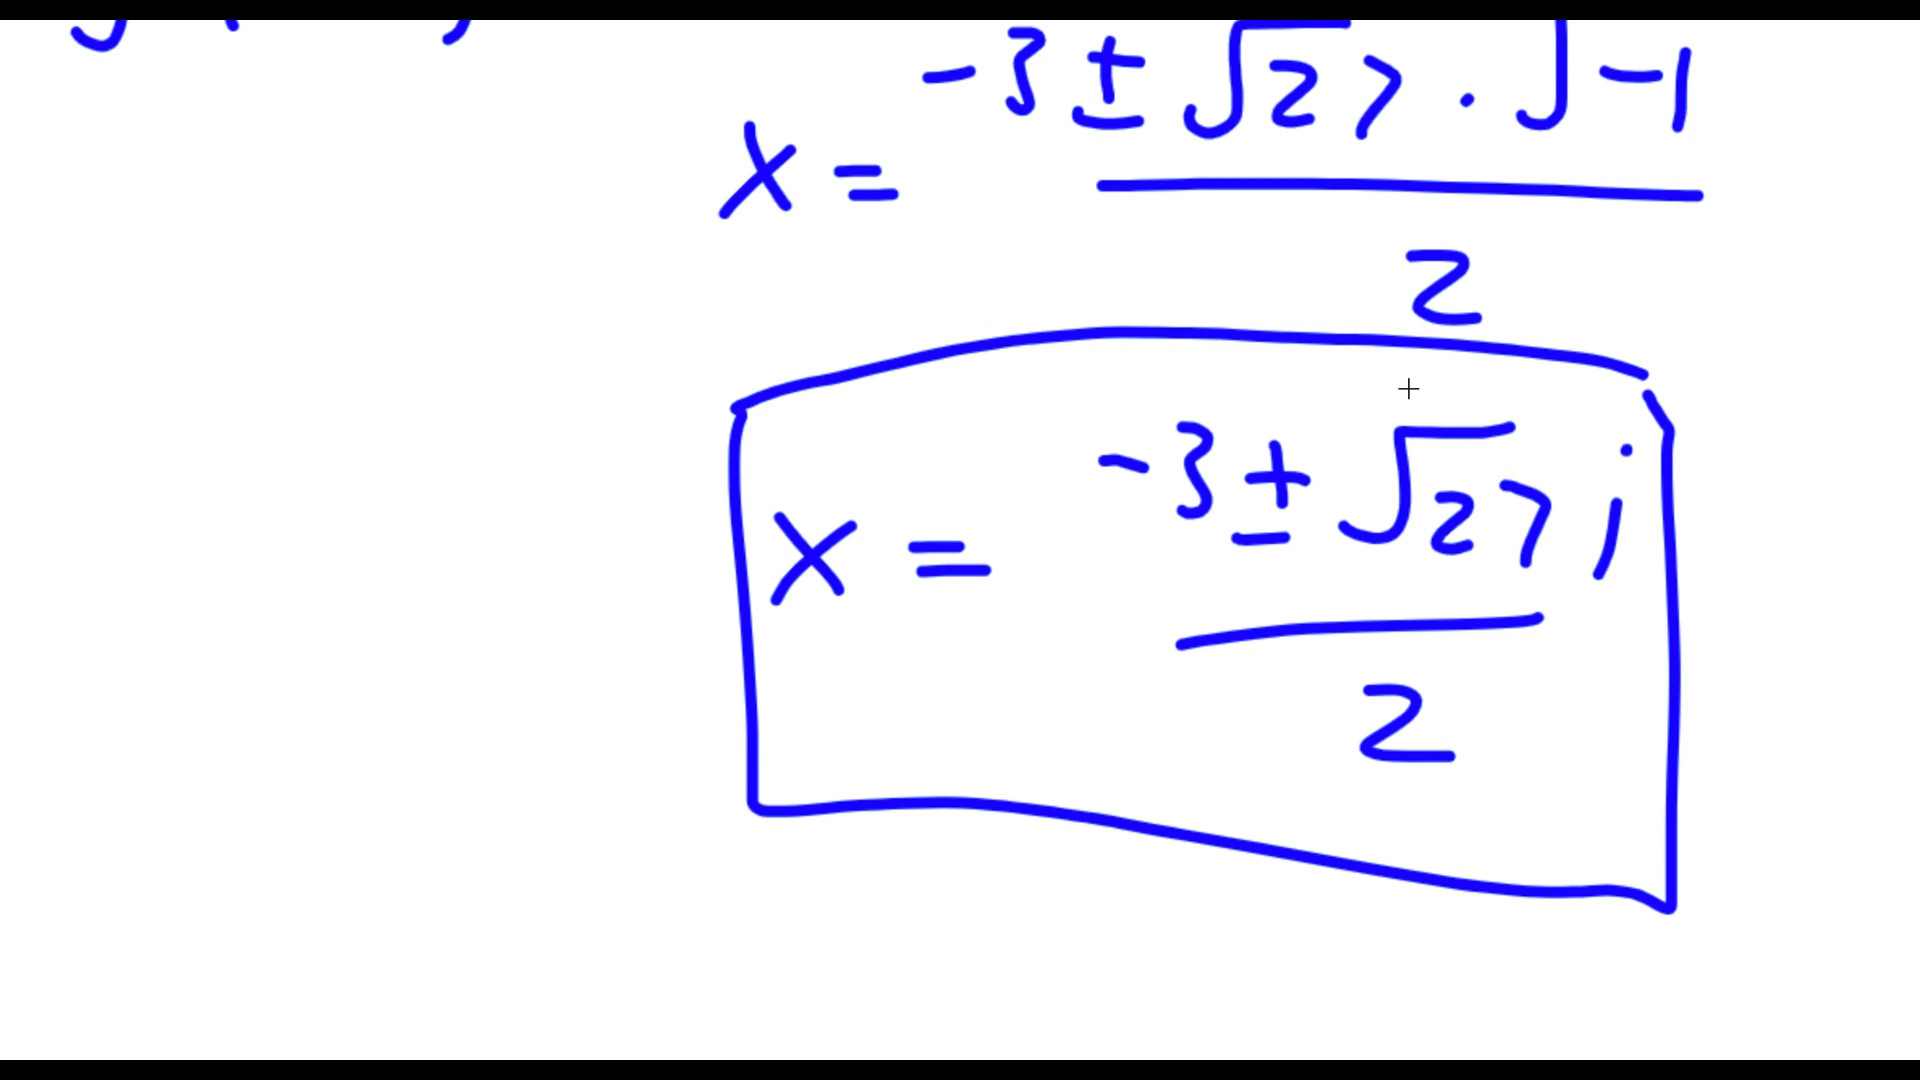 x = (-3 ± √27 · √-1) / 2
x = (-3 ± √27 i) / 2